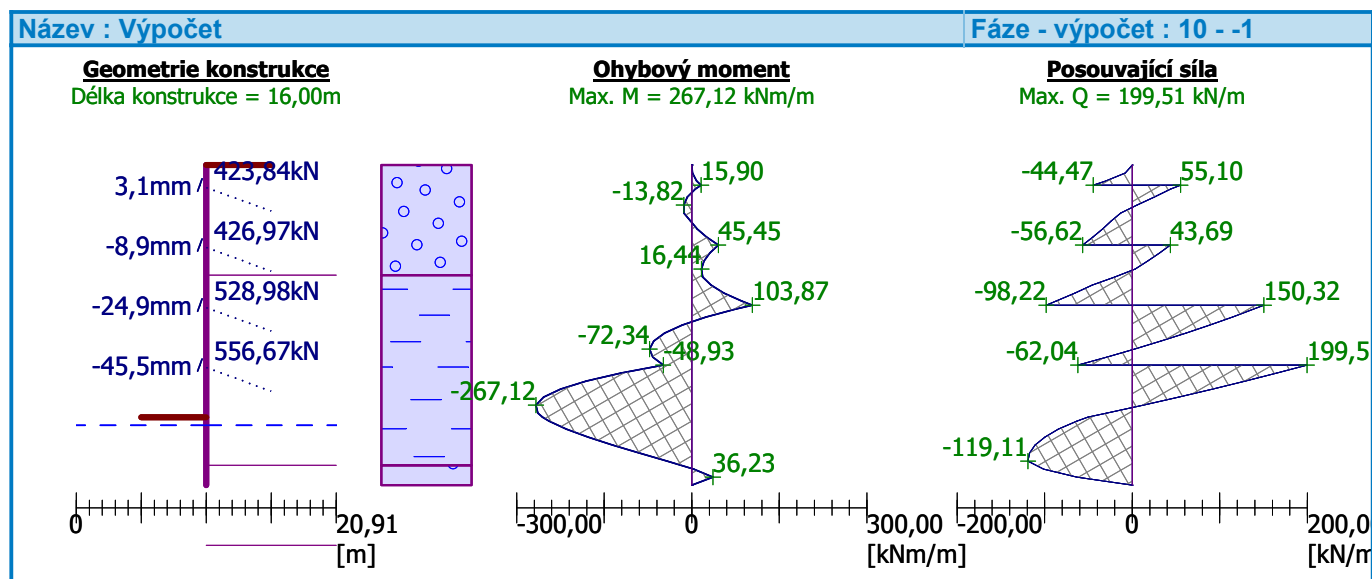 Název : Výpočet Fáze - výpočet : 10 - -1
Geometrie konstrukce Ohybový moment Posouvající síla
Délka konstrukce = 16,00m Max. M = 267,12 kNm/m Max. Q = 199,51 kN/m
3,1mm 423,84kN 15,90 -44,47 55,10
-13,82
-8,9mm 426,97kN 45,45 -56,62 43,69
16,44
-24,9mm 528,98kN 103,87 -98,22 150,32
-72,34
-45,5mm 556,67kN -48,93 -62,04 199,5
-267,12
-119,11
36,23
0 20,91 -300,00 0 300,00 -200,00 0 200,0
[m] [kNm/m] [kN/m